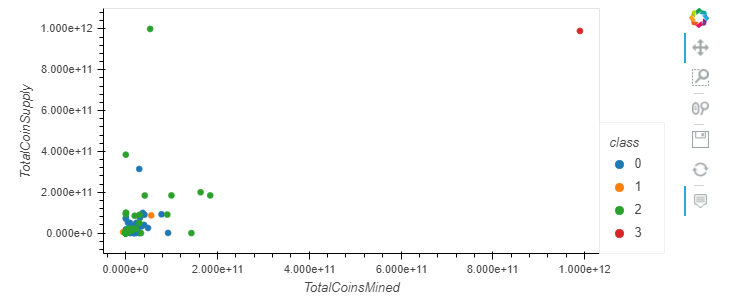 1.000e+12
8.000e+11
6.000e+11
4.000e+11
2.000e+11
0.000e+0
TotalCoinSupply
0.000e+0 2.000e+11 4.000e+11 6.000e+11 8.000e+11 1.000e+12
TotalCoinsMined
class
0
1
2
3